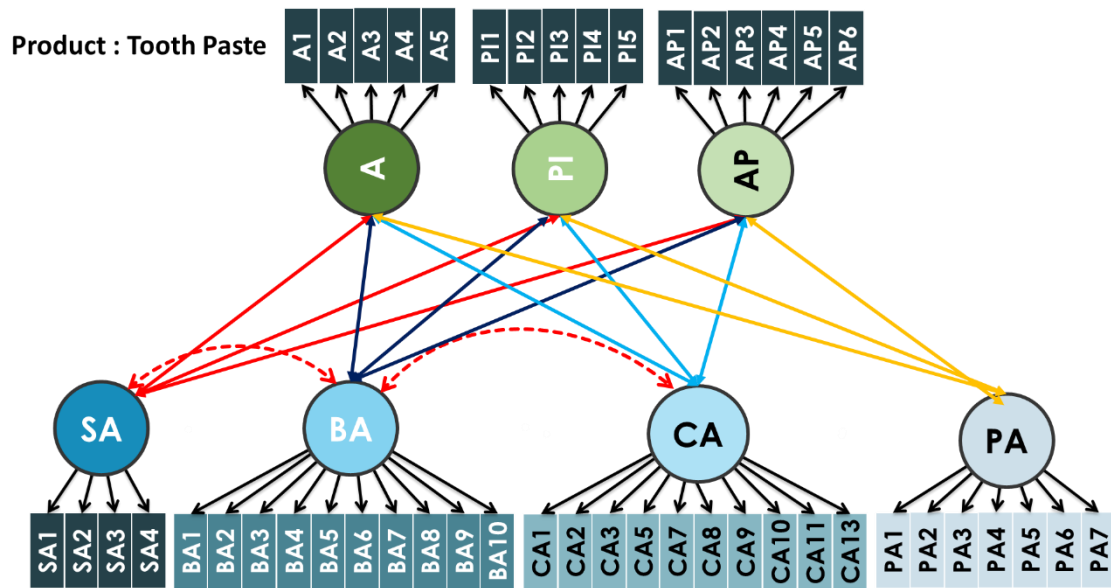 Product : Tooth Paste
A1 A2 A3 A4 A5
PI1 PI2 PI3 PI4 PI5
AP1 AP2 AP3 AP4 AP5 AP6
A
PI
AP
SA
BA
CA
PA
SA1 SA2 SA3 SA4
BA1 BA2 BA3 BA4 BA5 BA6 BA7 BA8 BA9 BA10
CA1 CA2 CA3 CA5 CA7 CA8 CA9 CA10 CA11 CA13
PA1 PA2 PA3 PA4 PA5 PA6 PA7